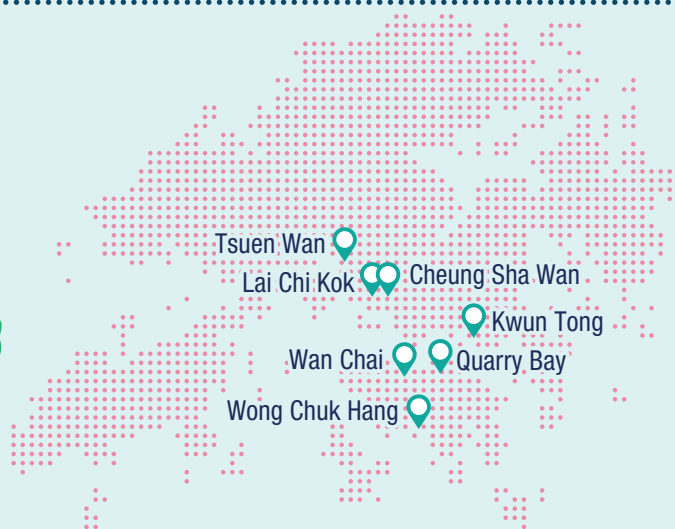 Tsuen Wan
Lai Chi Kok
Cheung Sha Wan
Kwun Tong
Wan Chai
Quarry Bay
Wong Chuk Hang